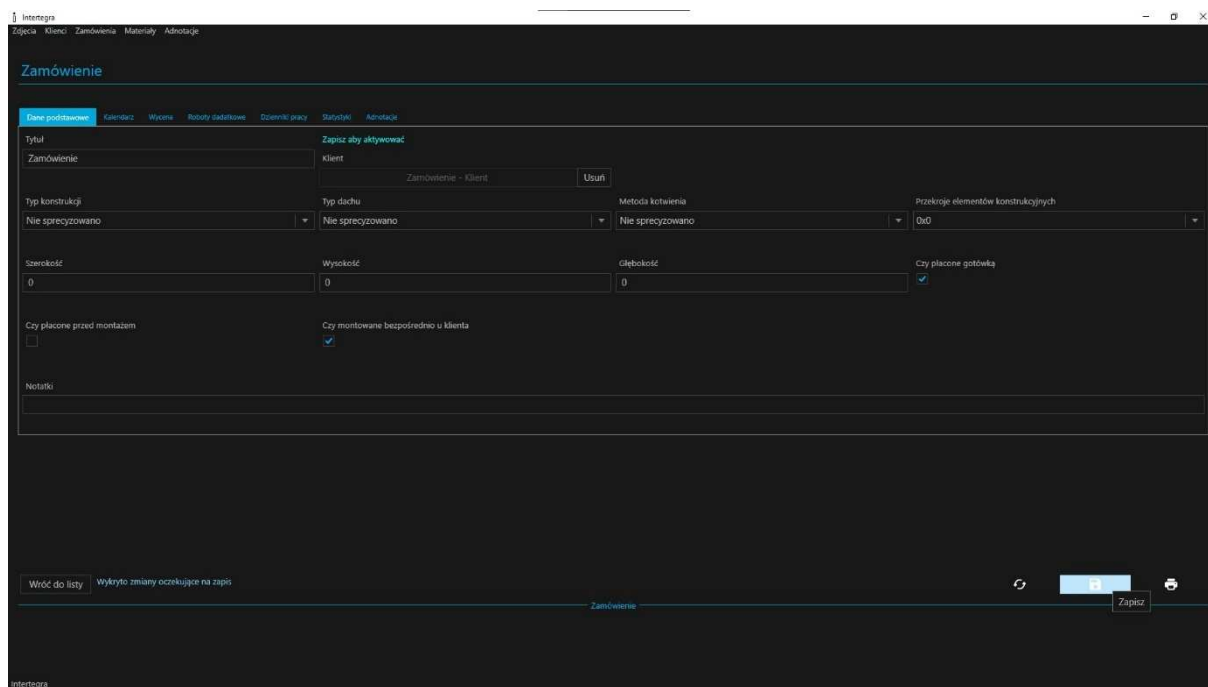 Intertegra
Zdjęcia Klienci Zamówienia Materiały Adnotacje
Zamówienie
Dane podstawowe Kalendarz Wycena Roboty dadatkowe Dzienniki pracy Statystyki Adnotacje
Tytuł Zapisz aby aktywować
Zamówienie Klient
Zamówienie - Klient Usuń
Typ konstrukcji Typ dachu Metoda kotwienia Przekroje elementów konstrukcyjnych
Nie sprecyzowano Nie sprecyzowano Nie sprecyzowano 0x0
Szerokość Wysokość Głębokość Czy płacone gotówką
0 0 0
Czy płacone przed montażem Czy montowane bezpośrednio u klienta
Notatki
Wróć do listy Wykryto zmiany oczekujące na zapis
Zapisz
Zamówienie
Intertegra